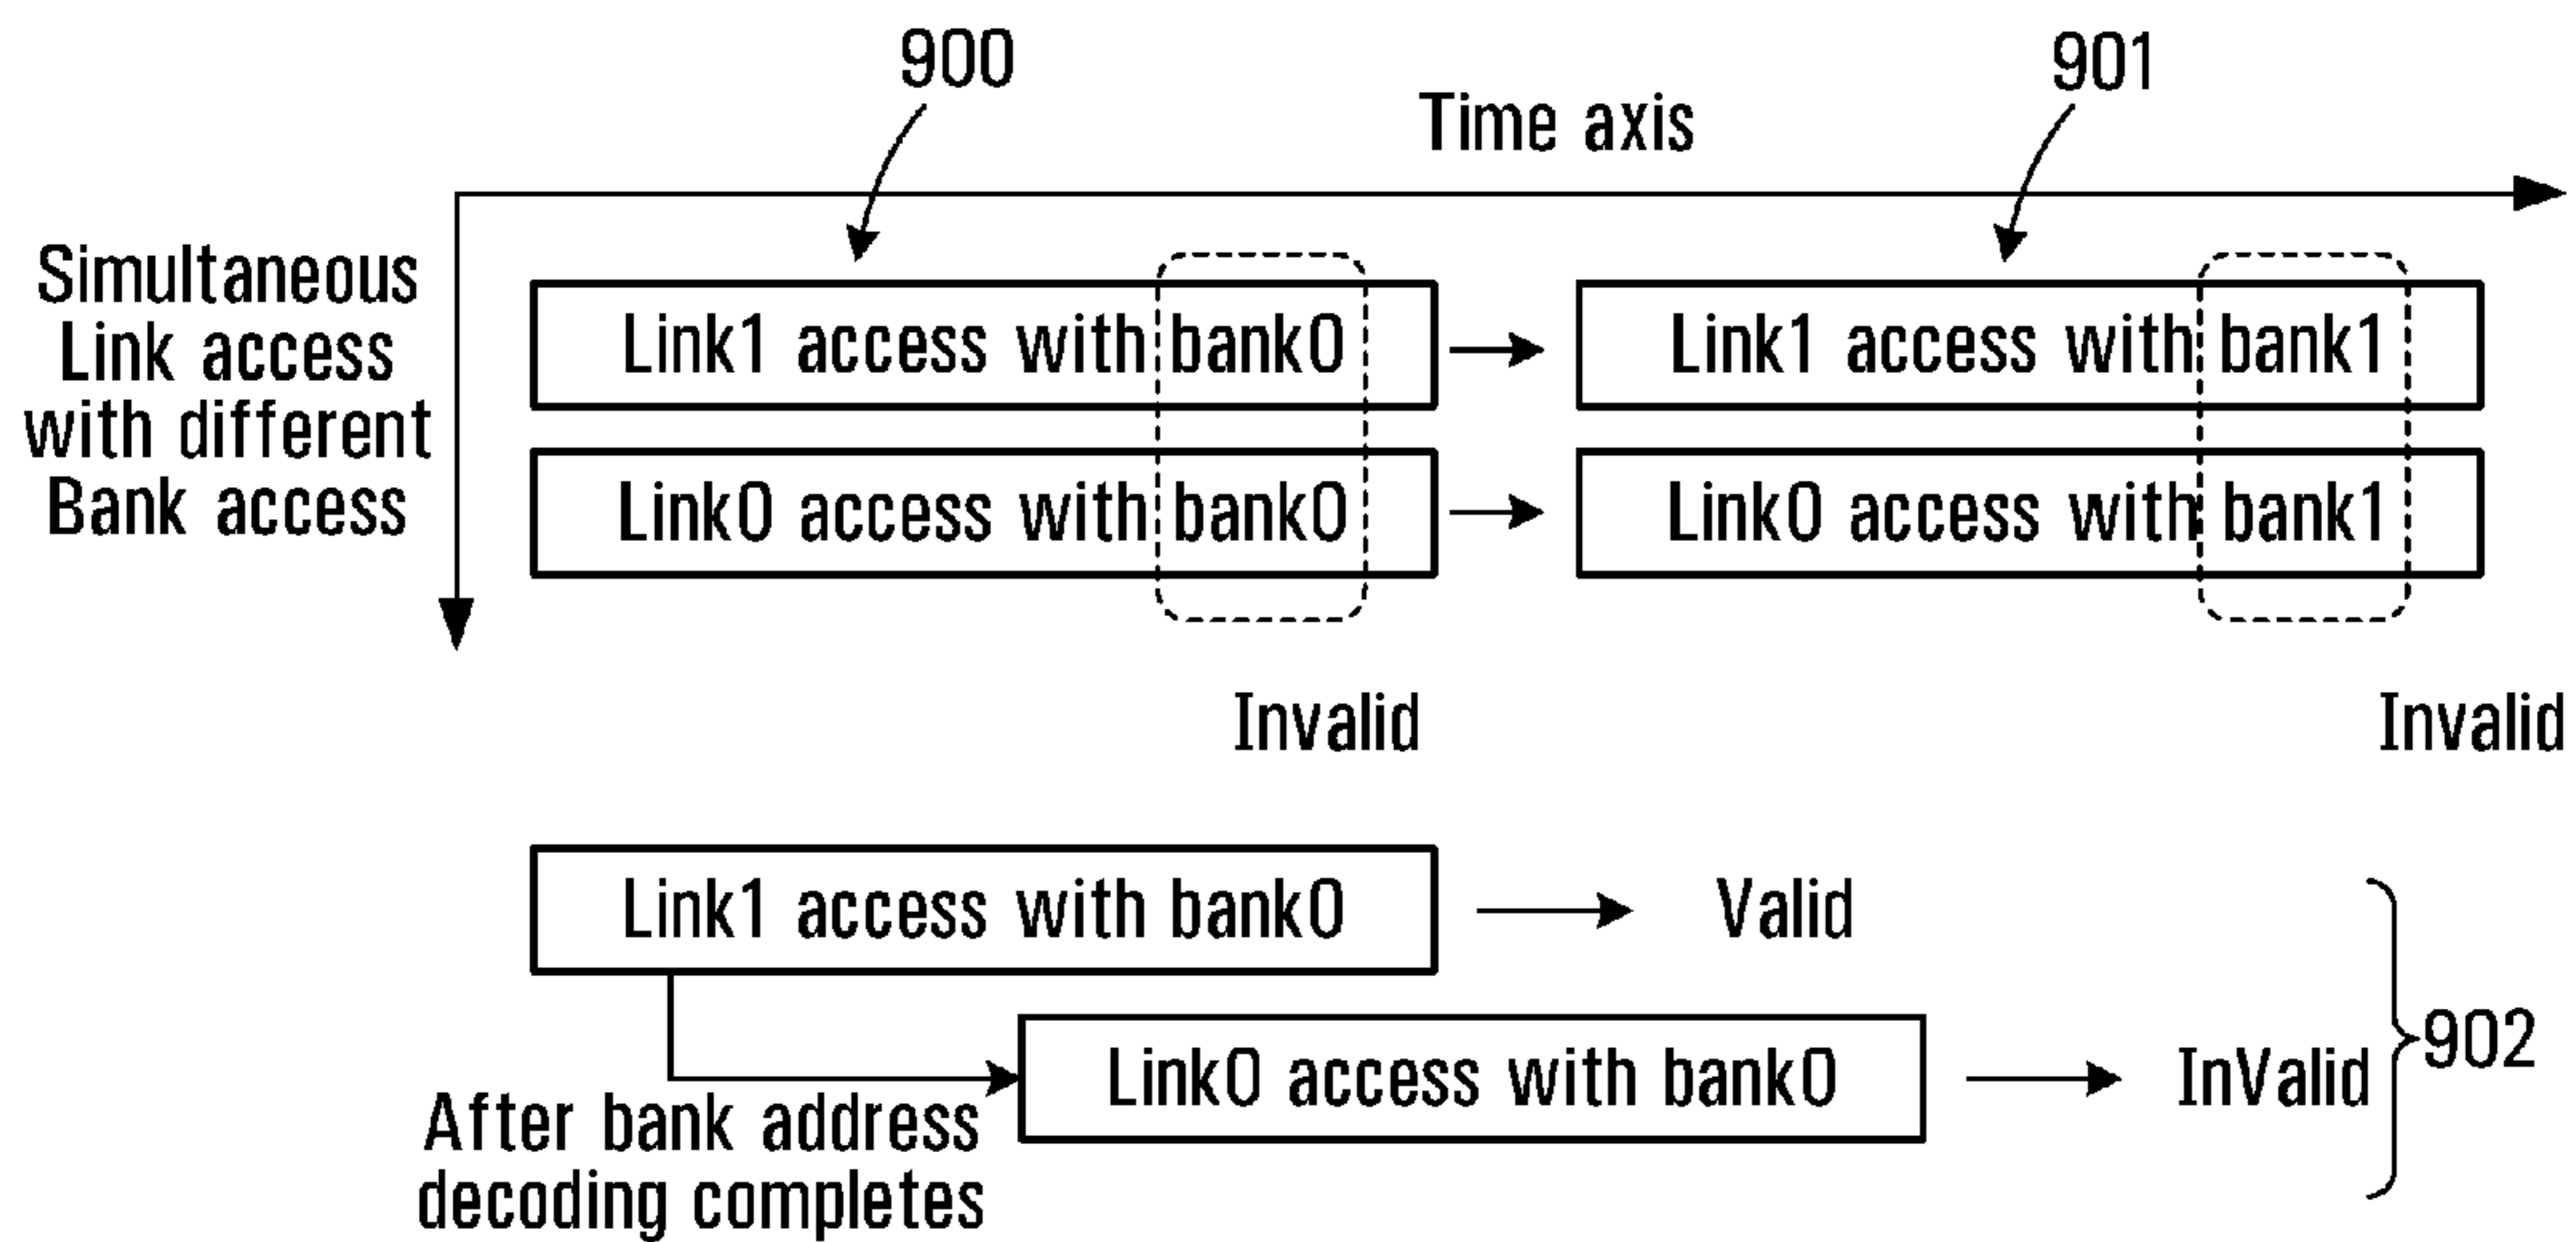 900
901
Time axis
Simultaneous
Link access
with different
Bank access
Link1 access with bank0
Link1 access with bank1
Link0 access with bank0
Link0 access with bank1
Invalid
Invalid
Link1 access with bank0
Valid
Link0 access with bank0
InValid
902
After bank address
decoding completes